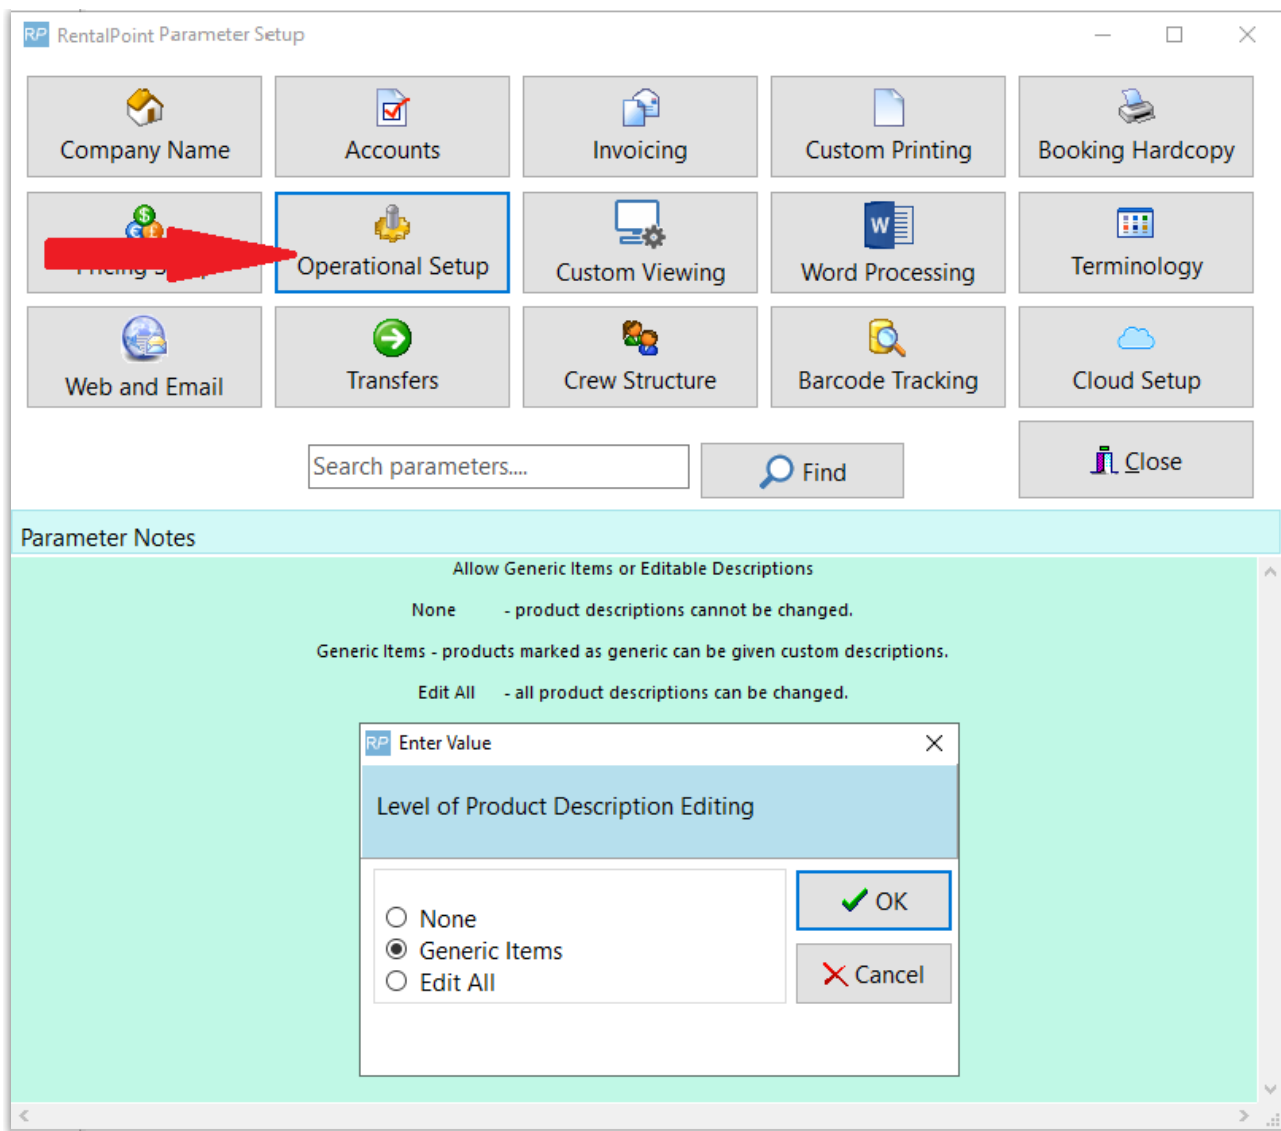 RP RentalPoint Parameter Setup
Company Name
Accounts
Invoicing
Custom Printing
Booking Hardcopy
Operational Setup
Custom Viewing
W
Word Processing
Terminology
Web and Email
Transfers
Crew Structure
Barcode Tracking
Cloud Setup
Search parameters....
Find
Close
Parameter Notes
Allow Generic Items or Editable Descriptions
None - product descriptions cannot be changed.
Generic Items - products marked as generic can be given custom descriptions.
Edit All - all product descriptions can be changed.
RP Enter Value
Level of Product Description Editing
None
Generic Items
Edit All
OK
Cancel